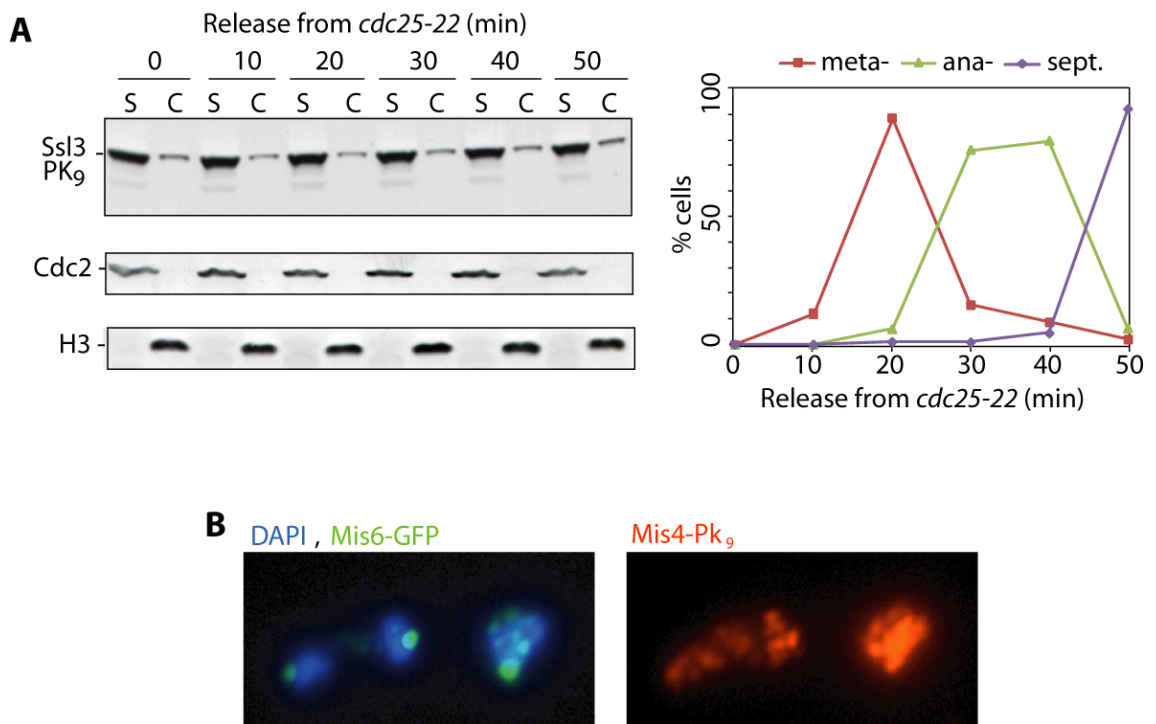 A
Release from cdc25-22 (min)
0 10 20 30 40 50
S C S C S C S C S C S C
Ssl3
PK9
Cdc2
H3
meta- ana- sept.
100
50
0
% cells
0 10 20 30 40 50
Release from cdc25-22 (min)
B
DAPI , Mis6-GFP
Mis4-Pk9